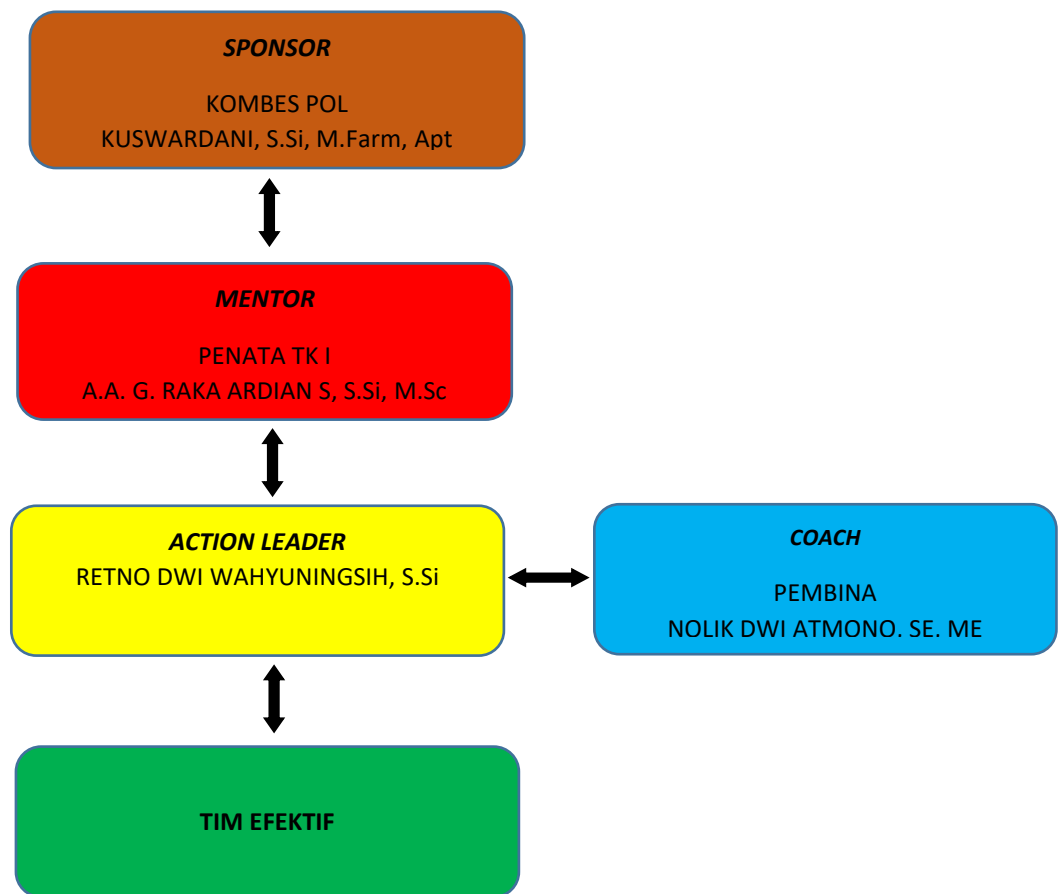 SPONSOR
KOMBES POL
KUSWARDANI, S.Si, M.Farm, Apt
MENTOR
PENATA TK I
A.A. G. RAKA ARDIAN S, S.Si, M.Sc
ACTION LEADER
RETNO DWI WAHYUNINGSIH, S.Si
COACH
PEMBINA
NOLIK DWI ATMONO. SE. ME
TIM EFEKTIF